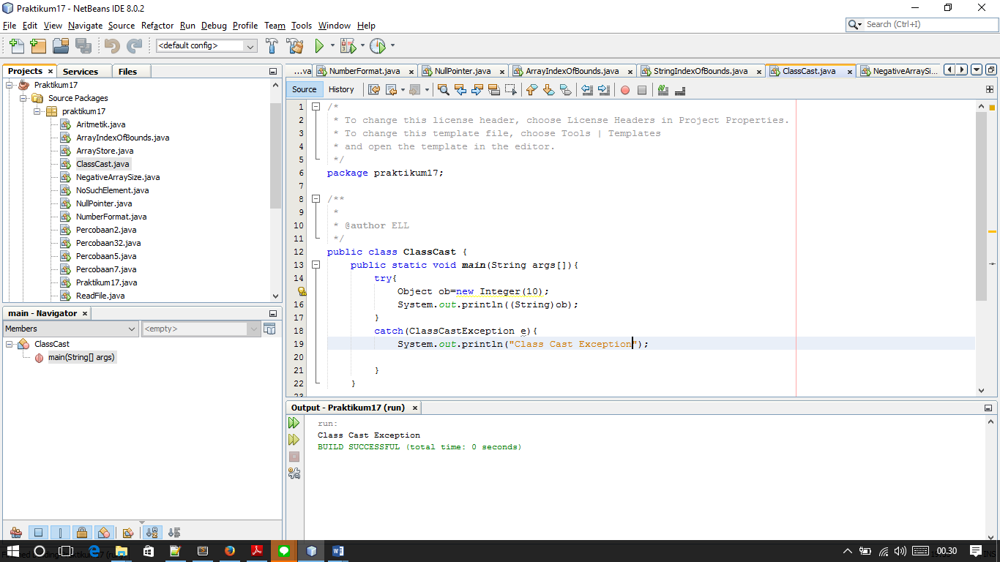 Praktikum17 - NetBeans IDE 8.0.2
File Edit View Navigate Source Refactor Run Debug Profile Team Tools Window Help
Search (Ctrl+I)
<default config>
Projects Services Files
Praktikum17
Source Packages
praktikum17
Aritmetik.java
ArrayIndexOfBounds.java
ArrayStore.java
ClassCast.java
NegativeArraySize.java
NoSuchElement.java
NullPointer.java
NumberFormat.java
Percobaan2.java
Percobaan32.java
Percobaan5.java
Percobaan7.java
Praktikum17.java
ReadFile.java
main - Navigator
Members <empty>
ClassCast
main(String[] args)
...va NumberFormat.java NullPointer.java ArrayIndexOfBounds.java StringIndexOfBounds.java ClassCast.java NegativeArraySi...
Source History
1 /*
2 * To change this license header, choose License Headers in Project Properties.
3 * To change this template file, choose Tools | Templates
4 * and open the template in the editor.
5 */
6 package praktikum17;
7
8 /**
9 *
10 * @author ELL
11 */
12 public class ClassCast {
13 public static void main(String args[]){
14 try{
Object ob=new Integer(10);
16 System.out.println((String)ob);
17 }
18 catch(ClassCastException e){
19 System.out.println("Class Cast Exception");
20
21 }
22 }
23
Output - Praktikum17 (run)
run:
Class Cast Exception
BUILD SUCCESSFUL (total time: 0 seconds)
00.30